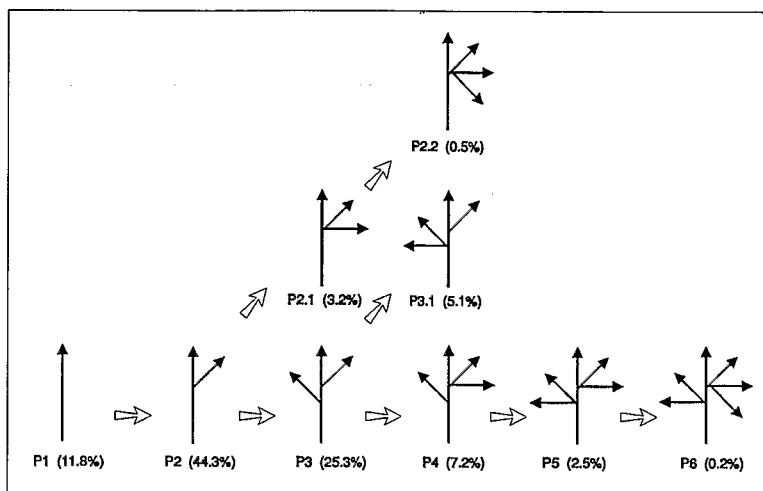 P2.2 (0.5%)
P2.1 (3.2%)
P3.1 (5.1%)
P1 (11.8%)
P2 (44.3%)
P3 (25.3%)
P4 (7.2%)
P5 (2.5%)
P6 (0.2%)